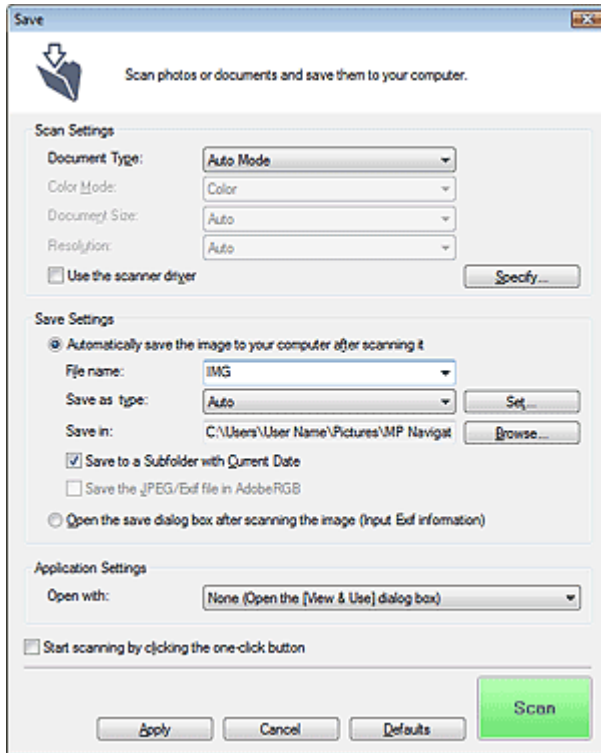 Save
Scan photos or documents and save them to your computer.
Scan Settings
Document Type: Auto Mode
Color Mode: Color
Document Size: Auto
Resolution: Auto
Use the scanner driver Specify...
Save Settings
Automatically save the image to your computer after scanning it
File name: IMG
Save as type: Auto Set...
Save in: C:\Users\User Name\Pictures\MP Navigat Browse...
Save to a Subfolder with Current Date
Save the JPEG/Exif file in AdobeRGB
Open the save dialog box after scanning the image (Input Exif information)
Application Settings
Open with: None (Open the [View & Use] dialog box)
Start scanning by clicking the one-click button
Scan
Apply Cancel Defaults